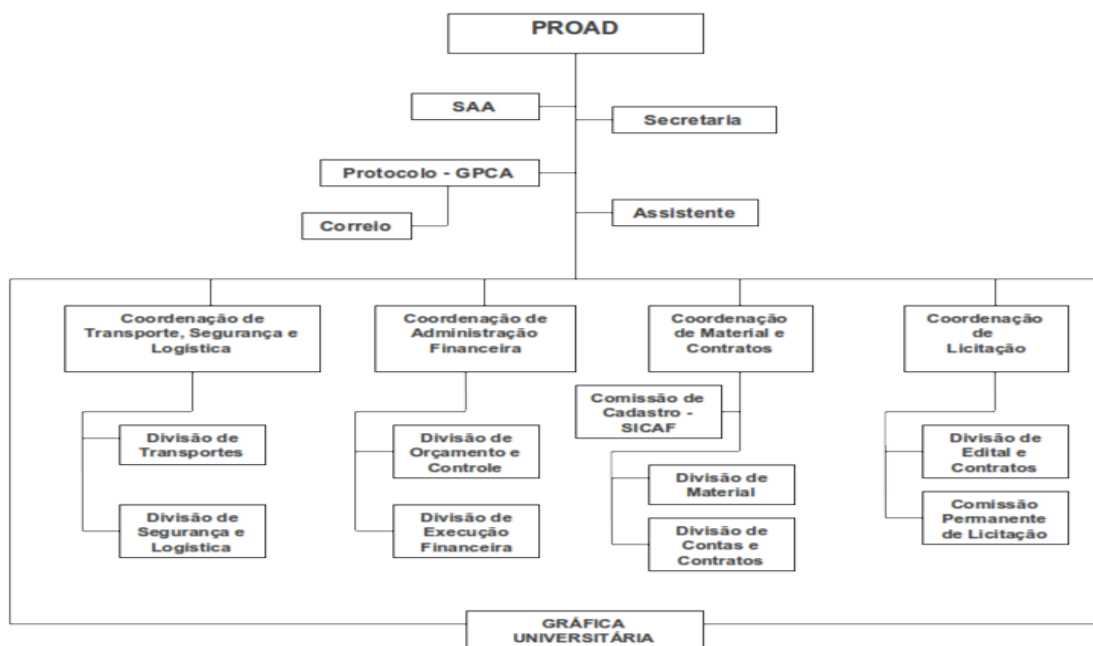 PROAD
SAA
Secretaria
Protocolo - GPCA
Assistente
Correio
Coordenação de
Transporte, Segurança e
Logística
Coordenação de
Administração
Financeira
Coordenação
de Material e
Contratos
Coordenação
de
Licitação
Comissão de
Cadastro -
SICAF
Divisão de
Transportes
Divisão de
Orçamento e
Controle
Divisão de
Material
Divisão de
Edital e
Contratos
Divisão de
Segurança e
Logística
Divisão de
Execução
Financeira
Divisão de
Contas e
Contratos
Comissão
Permanente
de Licitação
GRÁFICA
UNIVERSITÁRIA